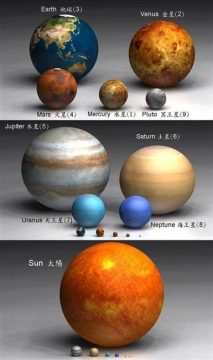 Earth 地球(3)
Venus 金星(2)
Mars 火星(4)
Mercury 水星(1)
Pluto 冥王星(9)
Jupiter 木星(5)
Saturn 土星(6)
Uranus 天王星(7)
Neptune 海王星(8)
Sun 太陽